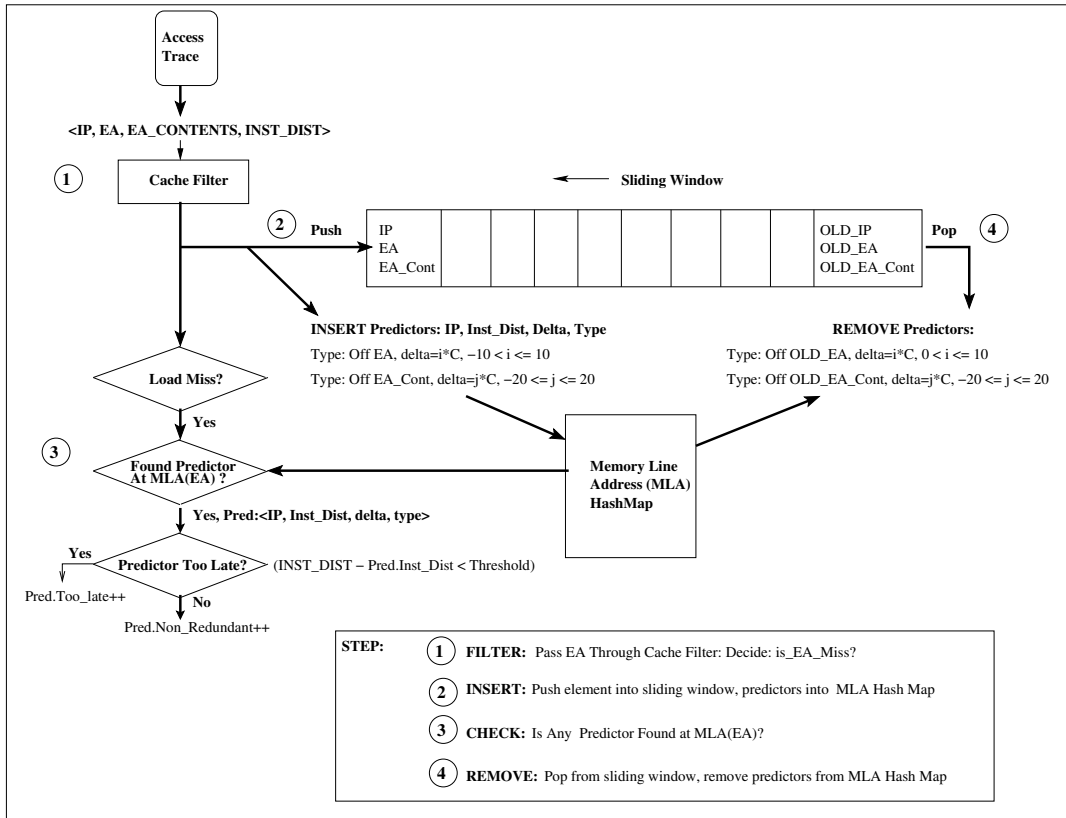 Access
Trace
<IP, EA, EA_CONTENTS, INST_DIST>
1
Cache Filter
Sliding Window
2
Push
IP
EA
EA_Cont
OLD_IP
OLD_EA
OLD_EA_Cont
Pop
4
INSERT Predictors: IP, Inst_Dist, Delta, Type
Type: Off EA, delta=i*C, −10 < i <= 10
Type: Off EA_Cont, delta=j*C, −20 <= j <= 20
REMOVE Predictors:
Type: Off OLD_EA, delta=i*C, 0 < i <= 10
Type: Off OLD_EA_Cont, delta=j*C, −20 <= j <= 20
Load Miss?
Yes
3
Found Predictor
At MLA(EA) ?
Memory Line
Address (MLA)
HashMap
Yes, Pred:<IP, Inst_Dist, delta, type>
Yes
Predictor Too Late?
(INST_DIST − Pred.Inst_Dist < Threshold)
Pred.Too_late++
No
Pred.Non_Redundant++
STEP:
1 FILTER: Pass EA Through Cache Filter: Decide: is_EA_Miss?
2 INSERT: Push element into sliding window, predictors into MLA Hash Map
3 CHECK: Is Any Predictor Found at MLA(EA)?
4 REMOVE: Pop from sliding window, remove predictors from MLA Hash Map